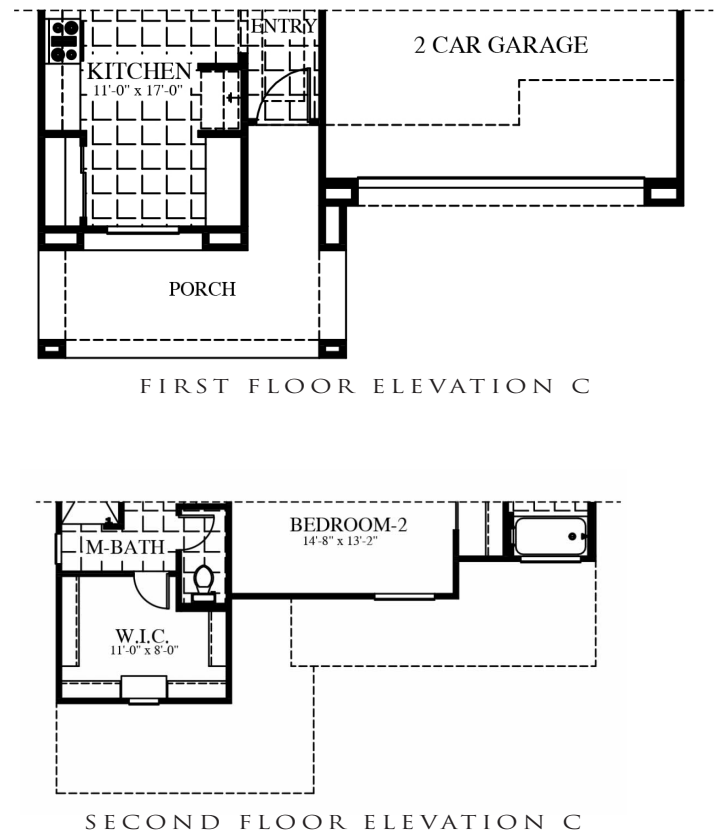 ENTRY
2 CAR GARAGE
KITCHEN
11'-0" x 17'-0"
PORCH
FIRST FLOOR ELEVATION C
BEDROOM-2
14'-8" x 13'-2"
M-BATH
W.I.C.
11'-0" x 8'-0"
SECOND FLOOR ELEVATION C